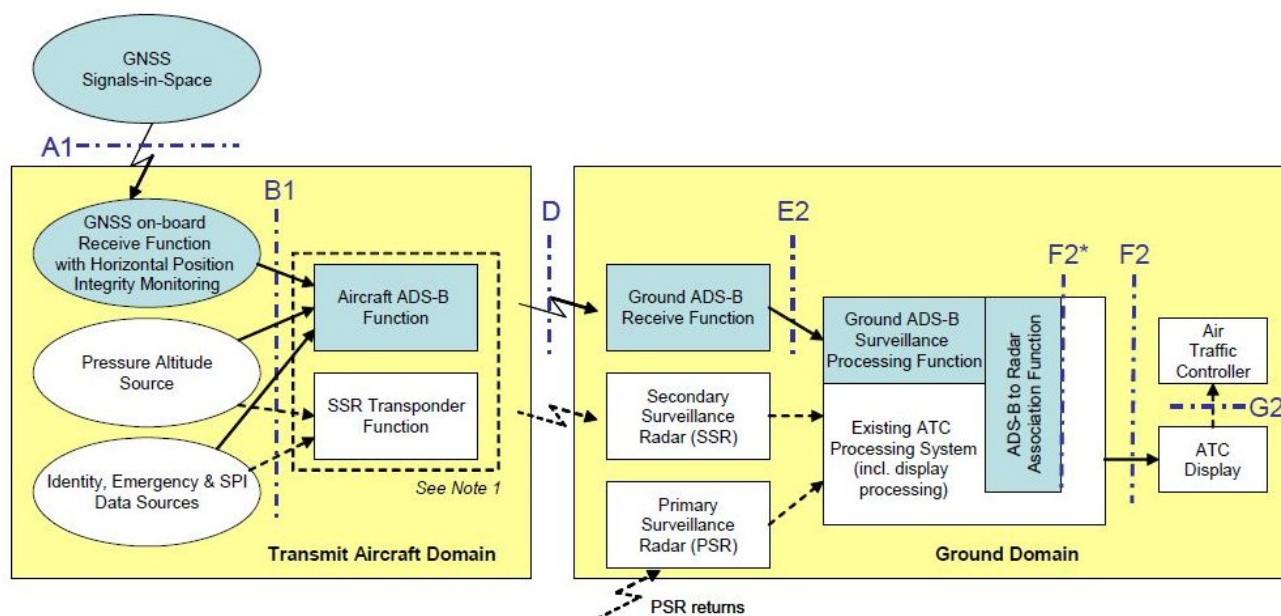 GNSS
Signals-in-Space
A1
GNSS on-board
Receive Function
with Horizontal Position
Integrity Monitoring
Pressure Altitude
Source
Identity, Emergency & SPI
Data Sources
B1
Aircraft ADS-B
Function
SSR Transponder
Function
See Note 1
Transmit Aircraft Domain
D
Ground ADS-B
Receive Function
Secondary
Surveillance
Radar (SSR)
Primary
Surveillance
Radar (PSR)
PSR returns
E2
Ground ADS-B
Surveillance
Processing Function
Existing ATC
Processing System
(incl. display
processing)
ADS-B to Radar
Association Function
F2*
F2
Air
Traffic
Controller
G2
ATC
Display
Ground Domain